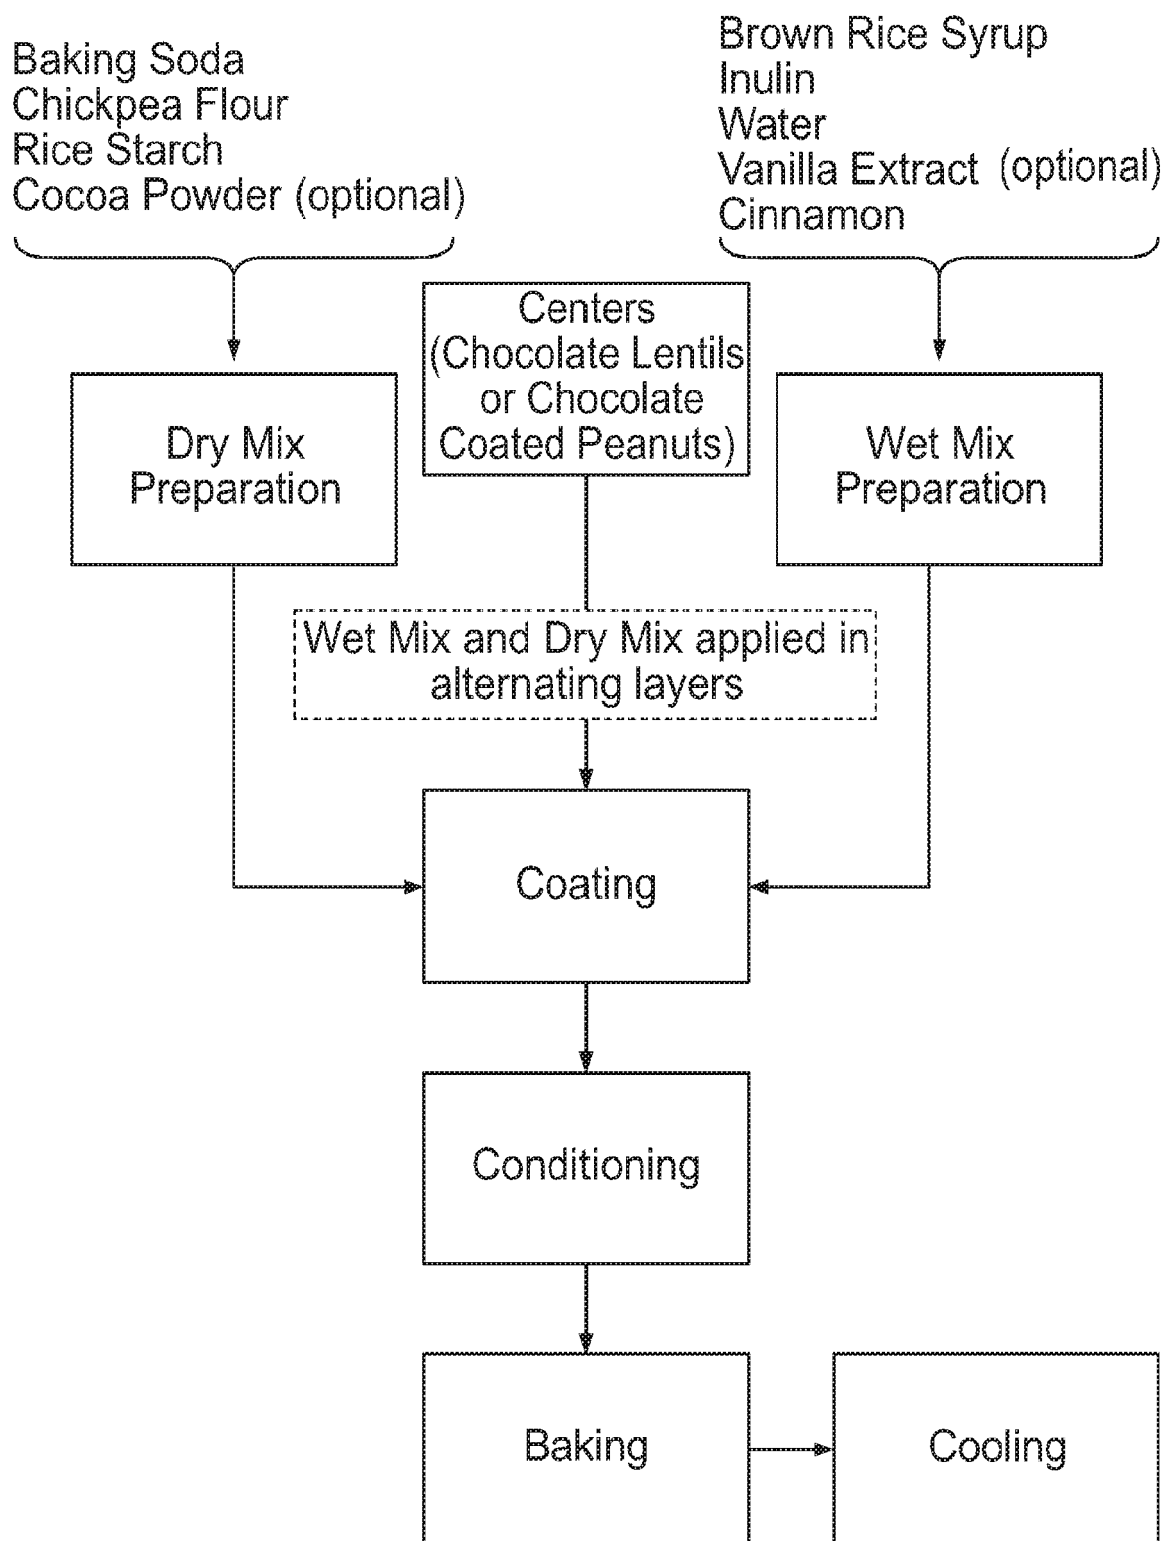 Baking Soda
Chickpea Flour
Rice Starch
Cocoa Powder (optional)
Brown Rice Syrup
Inulin
Water
Vanilla Extract (optional)
Cinnamon
Centers
(Chocolate Lentils
or Chocolate
Coated Peanuts)
Dry Mix
Preparation
Wet Mix
Preparation
Wet Mix and Dry Mix applied in
alternating layers
Coating
Conditioning
Baking
Cooling